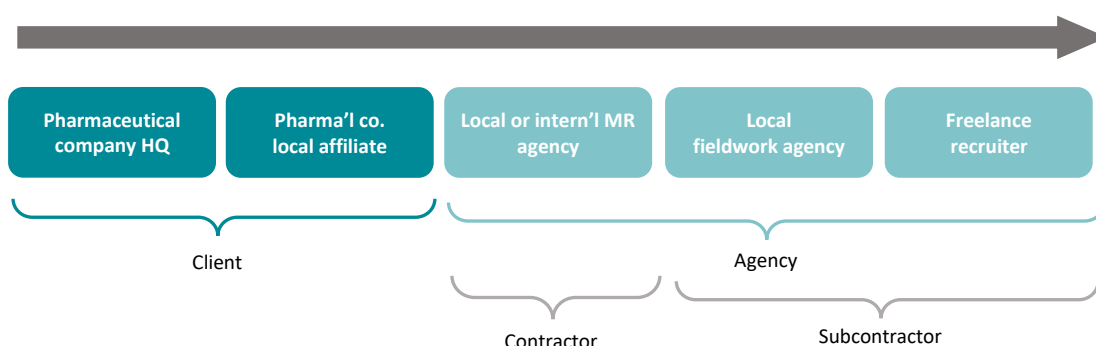 Pharmaceutical
company HQ
Pharma'l co.
local affiliate
Local or intern'l MR
agency
Local
fieldwork agency
Freelance
recruiter
Client
Agency
Contractor
Subcontractor